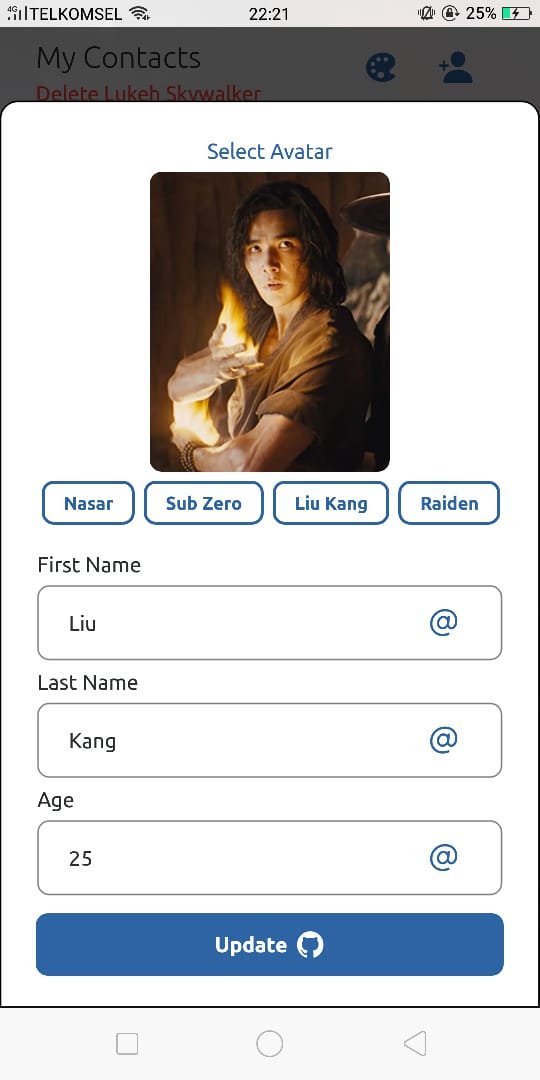 4G TELKOMSEL 22:21 25%
My Contacts
Delete Lukeh Skywalker
Select Avatar
Nasar Sub Zero Liu Kang Raiden
First Name
Liu @
Last Name
Kang @
Age
25 @
Update